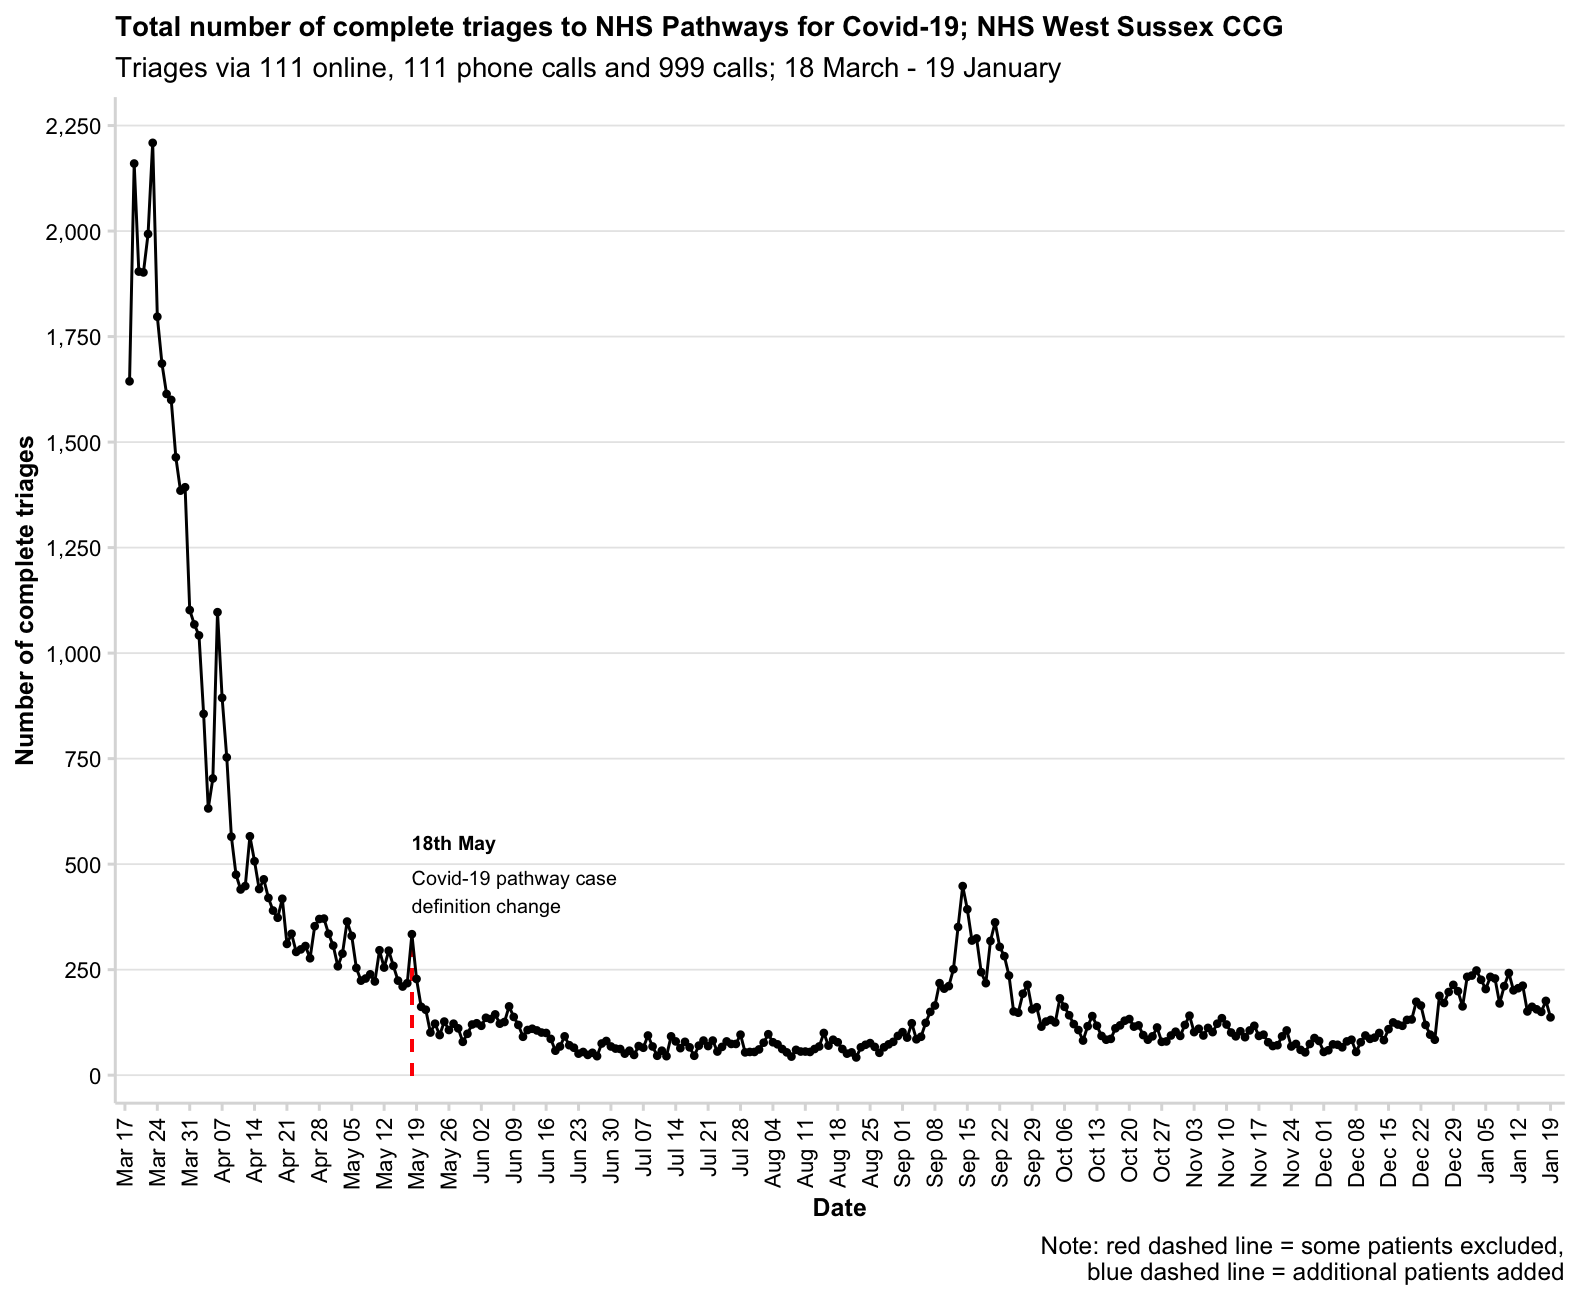 Total number of complete triages to NHS Pathways for Covid-19; NHS West Sussex CCG
Triages via 111 online, 111 phone calls and 999 calls; 18 March - 19 January
Number of complete triages
2,250
2,000
1,750
1,500
1,250
1,000
750
500
250
0
18th May
Covid-19 pathway case
definition change
Mar 17
Mar 24
Mar 31
Apr 07
Apr 14
Apr 21
Apr 28
May 05
May 12
May 19
May 26
Jun 02
Jun 09
Jun 16
Jun 23
Jun 30
Jul 07
Jul 14
Jul 21
Jul 28
Aug 04
Aug 11
Aug 18
Aug 25
Sep 01
Sep 08
Sep 15
Sep 22
Sep 29
Oct 06
Oct 13
Oct 20
Oct 27
Nov 03
Nov 10
Nov 17
Nov 24
Dec 01
Dec 08
Dec 15
Dec 22
Dec 29
Jan 05
Jan 12
Jan 19
Date
Note: red dashed line = some patients excluded,
blue dashed line = additional patients added